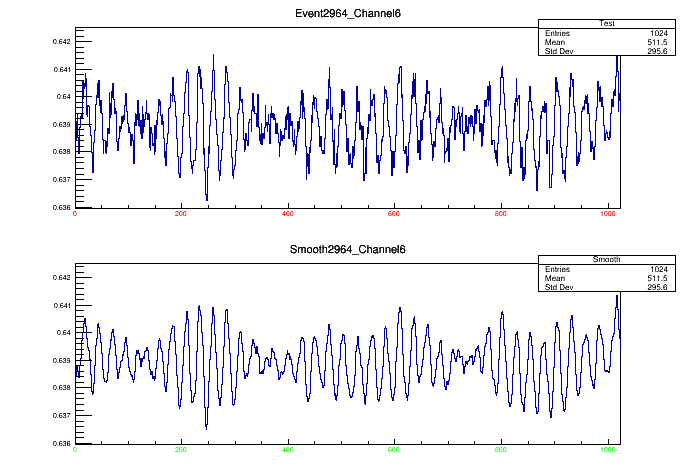 Event2964_Channel6
Test
Entries 1024
Mean 511.5
Std Dev 295.6
0.642
0.641
0.64
0.639
0.638
0.637
0.636
0 200 400 600 800 1000
Smooth2964_Channel6
Smooth
Entries 1024
Mean 511.5
Std Dev 295.6
0.642
0.641
0.64
0.639
0.638
0.637
0.636
0 200 400 600 800 1000